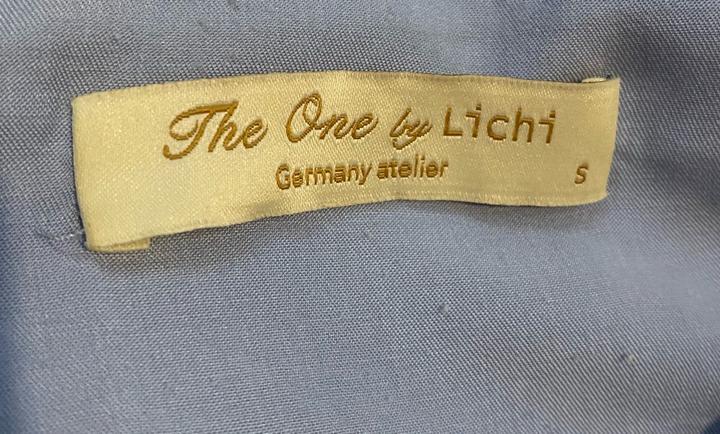 The One by Lichi
Germany atelier
S